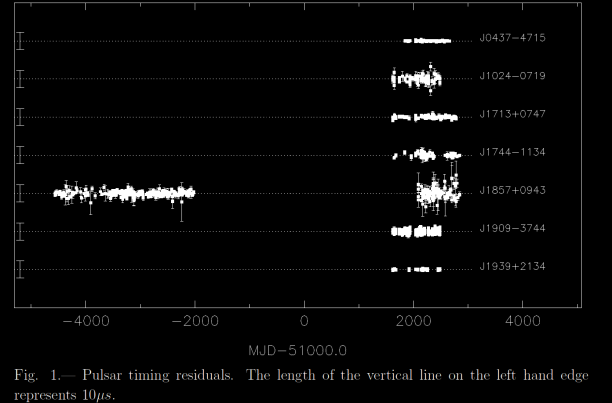 J0437−4715
J1024−0719
J1713+0747
J1744−1134
J1857+0943
J1909−3744
J1939+2134
−4000 −2000 0 2000 4000
MJD−51000.0
Fig. 1.— Pulsar timing residuals. The length of the vertical line on the left hand edge
represents 10μs.